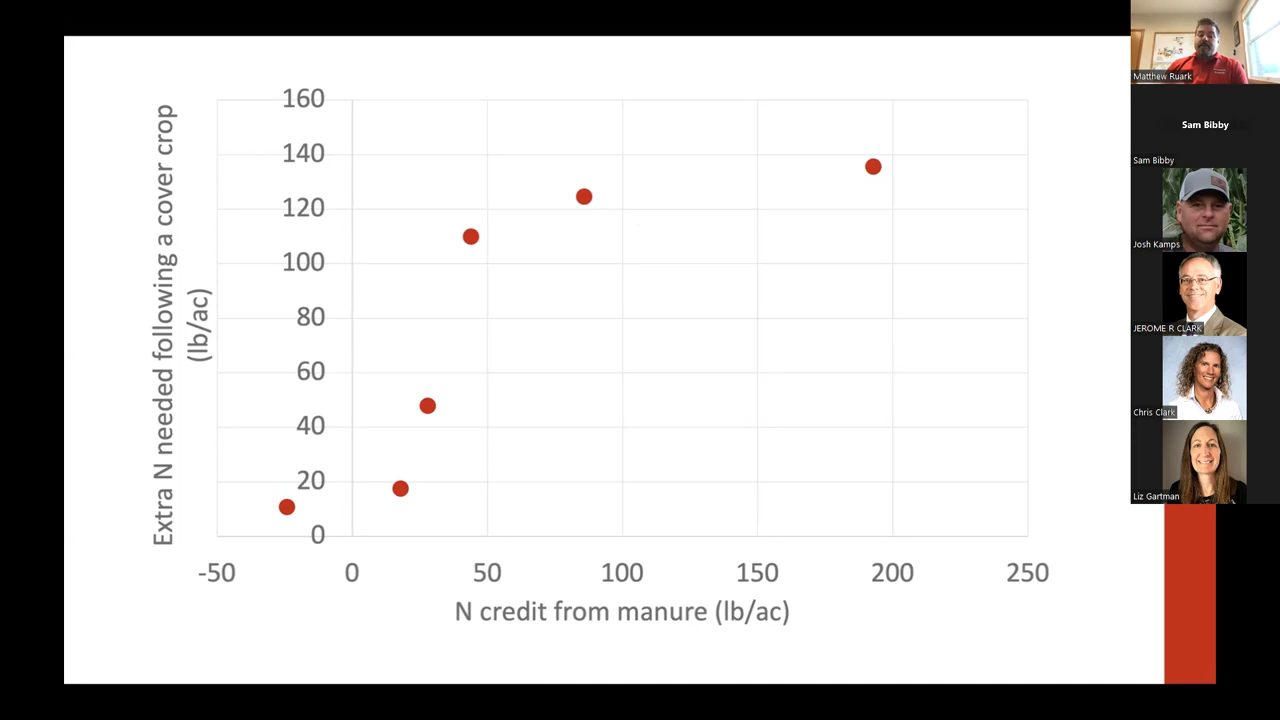 160
140
120
100
80
60
40
20
0
-50 0 50 100 150 200 250
Extra N needed following a cover crop
(lb/ac)
N credit from manure (lb/ac)
Matthew Ruark
Sam Bibby
Sam Bibby
Josh Kamps
JEROME R CLARK
Chris Clark
Liz Gartman